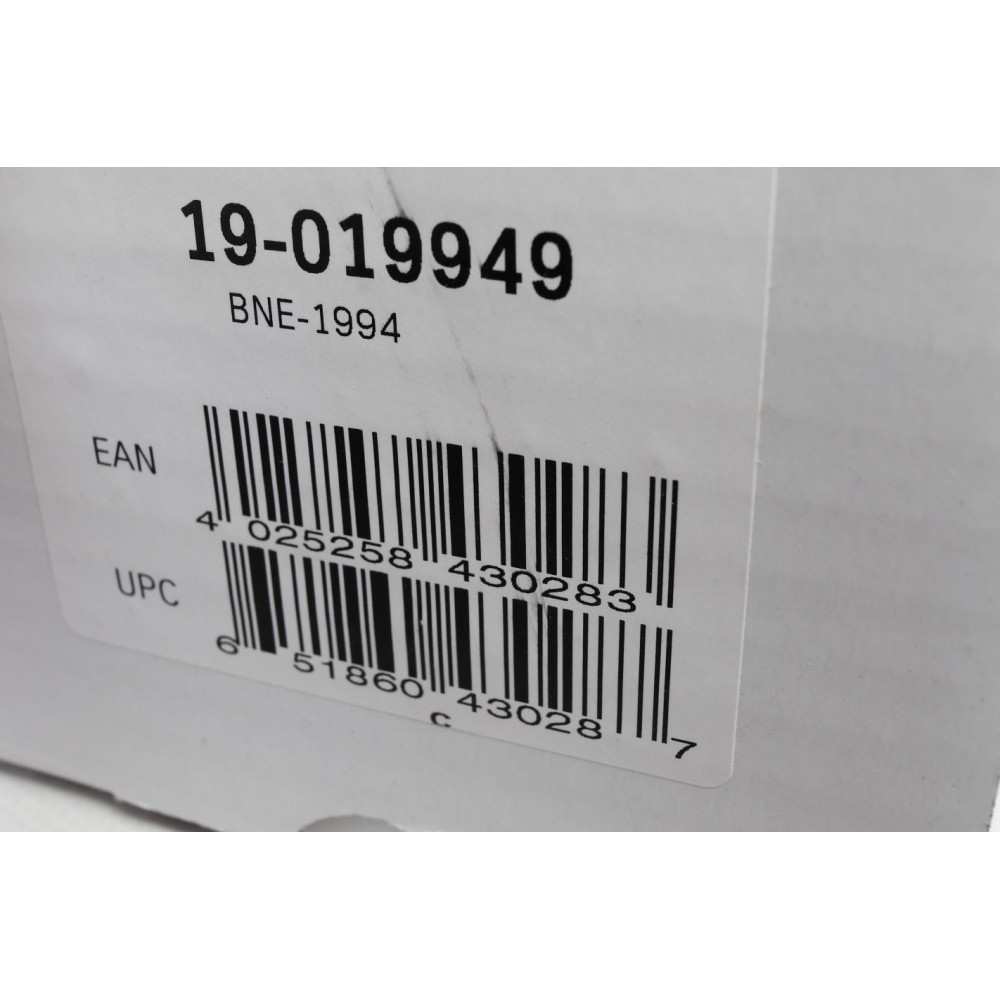 19-019949
BNE-1994
EAN
4 025258 430283
UPC
6 51860 43028 7
c